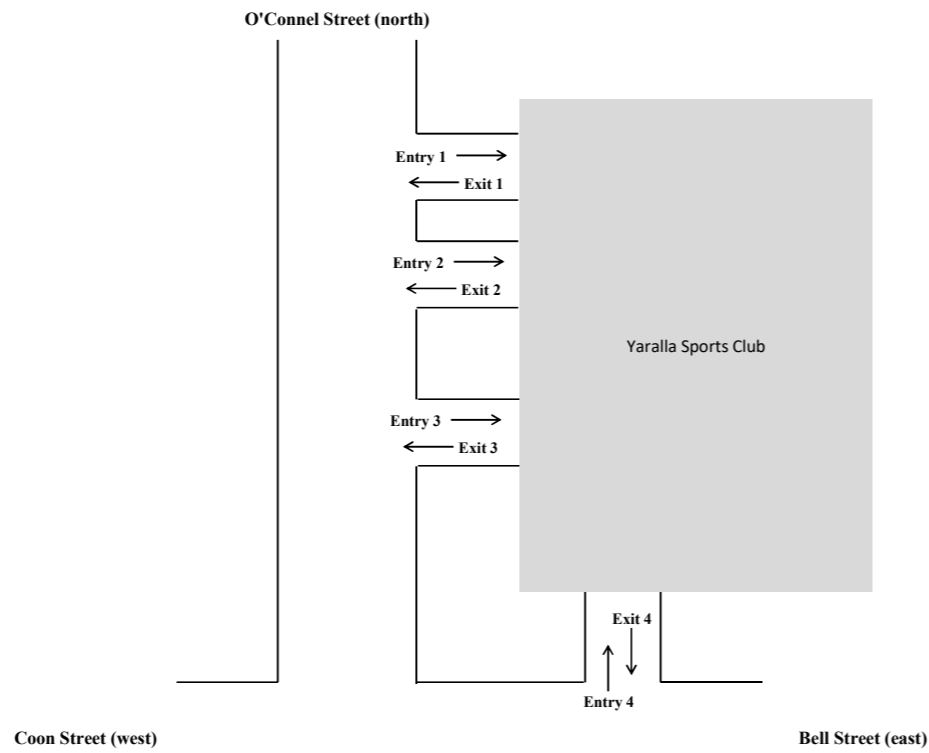 O'Connel Street (north)
Entry 1
Exit 1
Entry 2
Exit 2
Yaralla Sports Club
Entry 3
Exit 3
Exit 4
Entry 4
Coon Street (west)
Bell Street (east)